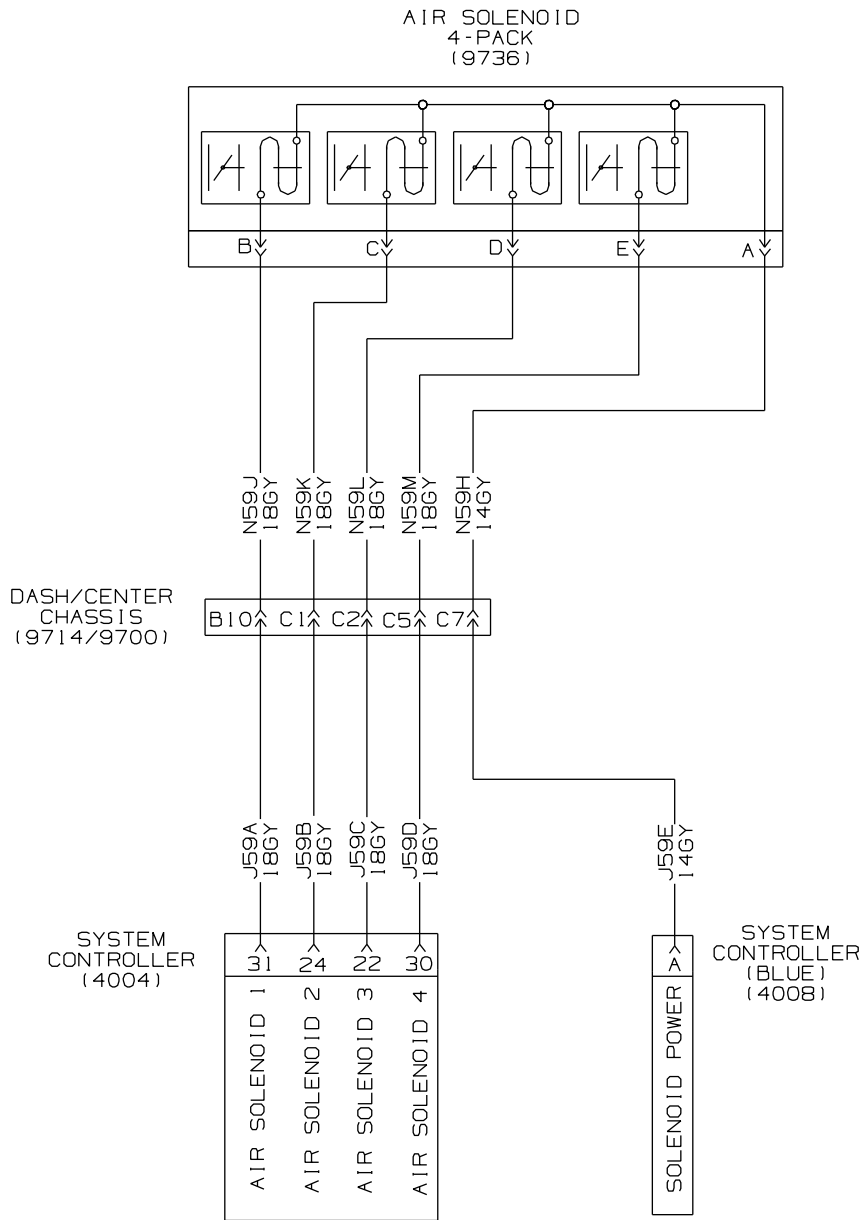 AIR SOLENOID
4-PACK
(9736)
B
C
D
E
A
N59J
18GY
N59K
18GY
N59L
18GY
N59M
18GY
N59H
14GY
DASH/CENTER
CHASSIS
(9714/9700)
B10
C1
C2
C5
C7
J59A
18GY
J59B
18GY
J59C
18GY
J59D
18GY
J59E
14GY
SYSTEM
CONTROLLER
(4004)
31
24
22
30
AIR SOLENOID 1
AIR SOLENOID 2
AIR SOLENOID 3
AIR SOLENOID 4
A
SOLENOID POWER
SYSTEM
CONTROLLER
(BLUE)
(4008)